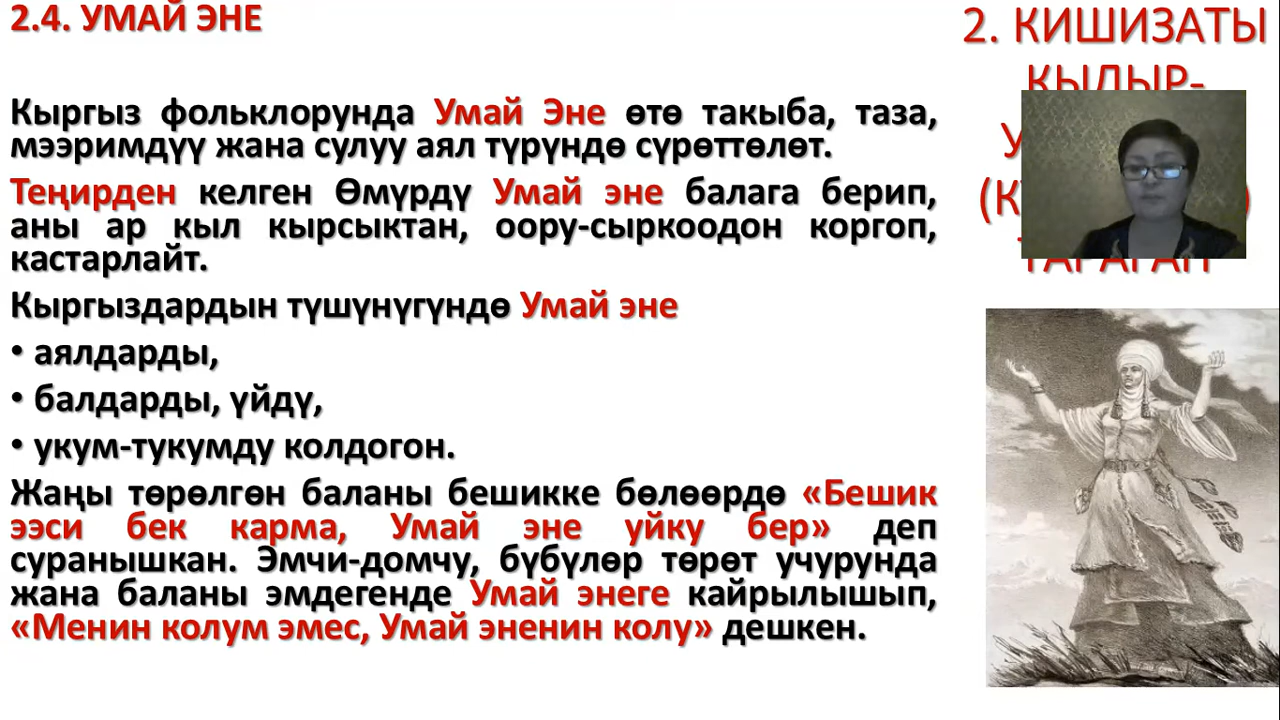 2.4. УМАЙ ЭНЕ
Кыргыз фольклорунда Умай Эне өтө такыба, таза,
мээримдүү жана сулуу аял түрүндө сүрөттөлөт.
Теңирден келген Өмүрдү Умай эне балага берип,
аны ар кыл кырсыктан, оору-сыркоодон коргоп,
кастарлайт.
Кыргыздардын түшүнүгүндө Умай эне
• аялдарды,
• балдарды, үйдү,
• укум-тукумду колдогон.
Жаңы төрөлгөн баланы бешикке бөлөөрдө «Бешик
ээси бек карма, Умай эне уйку бер» деп
суранышкан. Эмчи-домчу, бүбүлөр төрөт учурунда
жана баланы эмдегенде Умай энеге кайрылышып,
«Менин колум эмес, Умай эненин колу» дешкен.
2. КИШИЗАТЫ